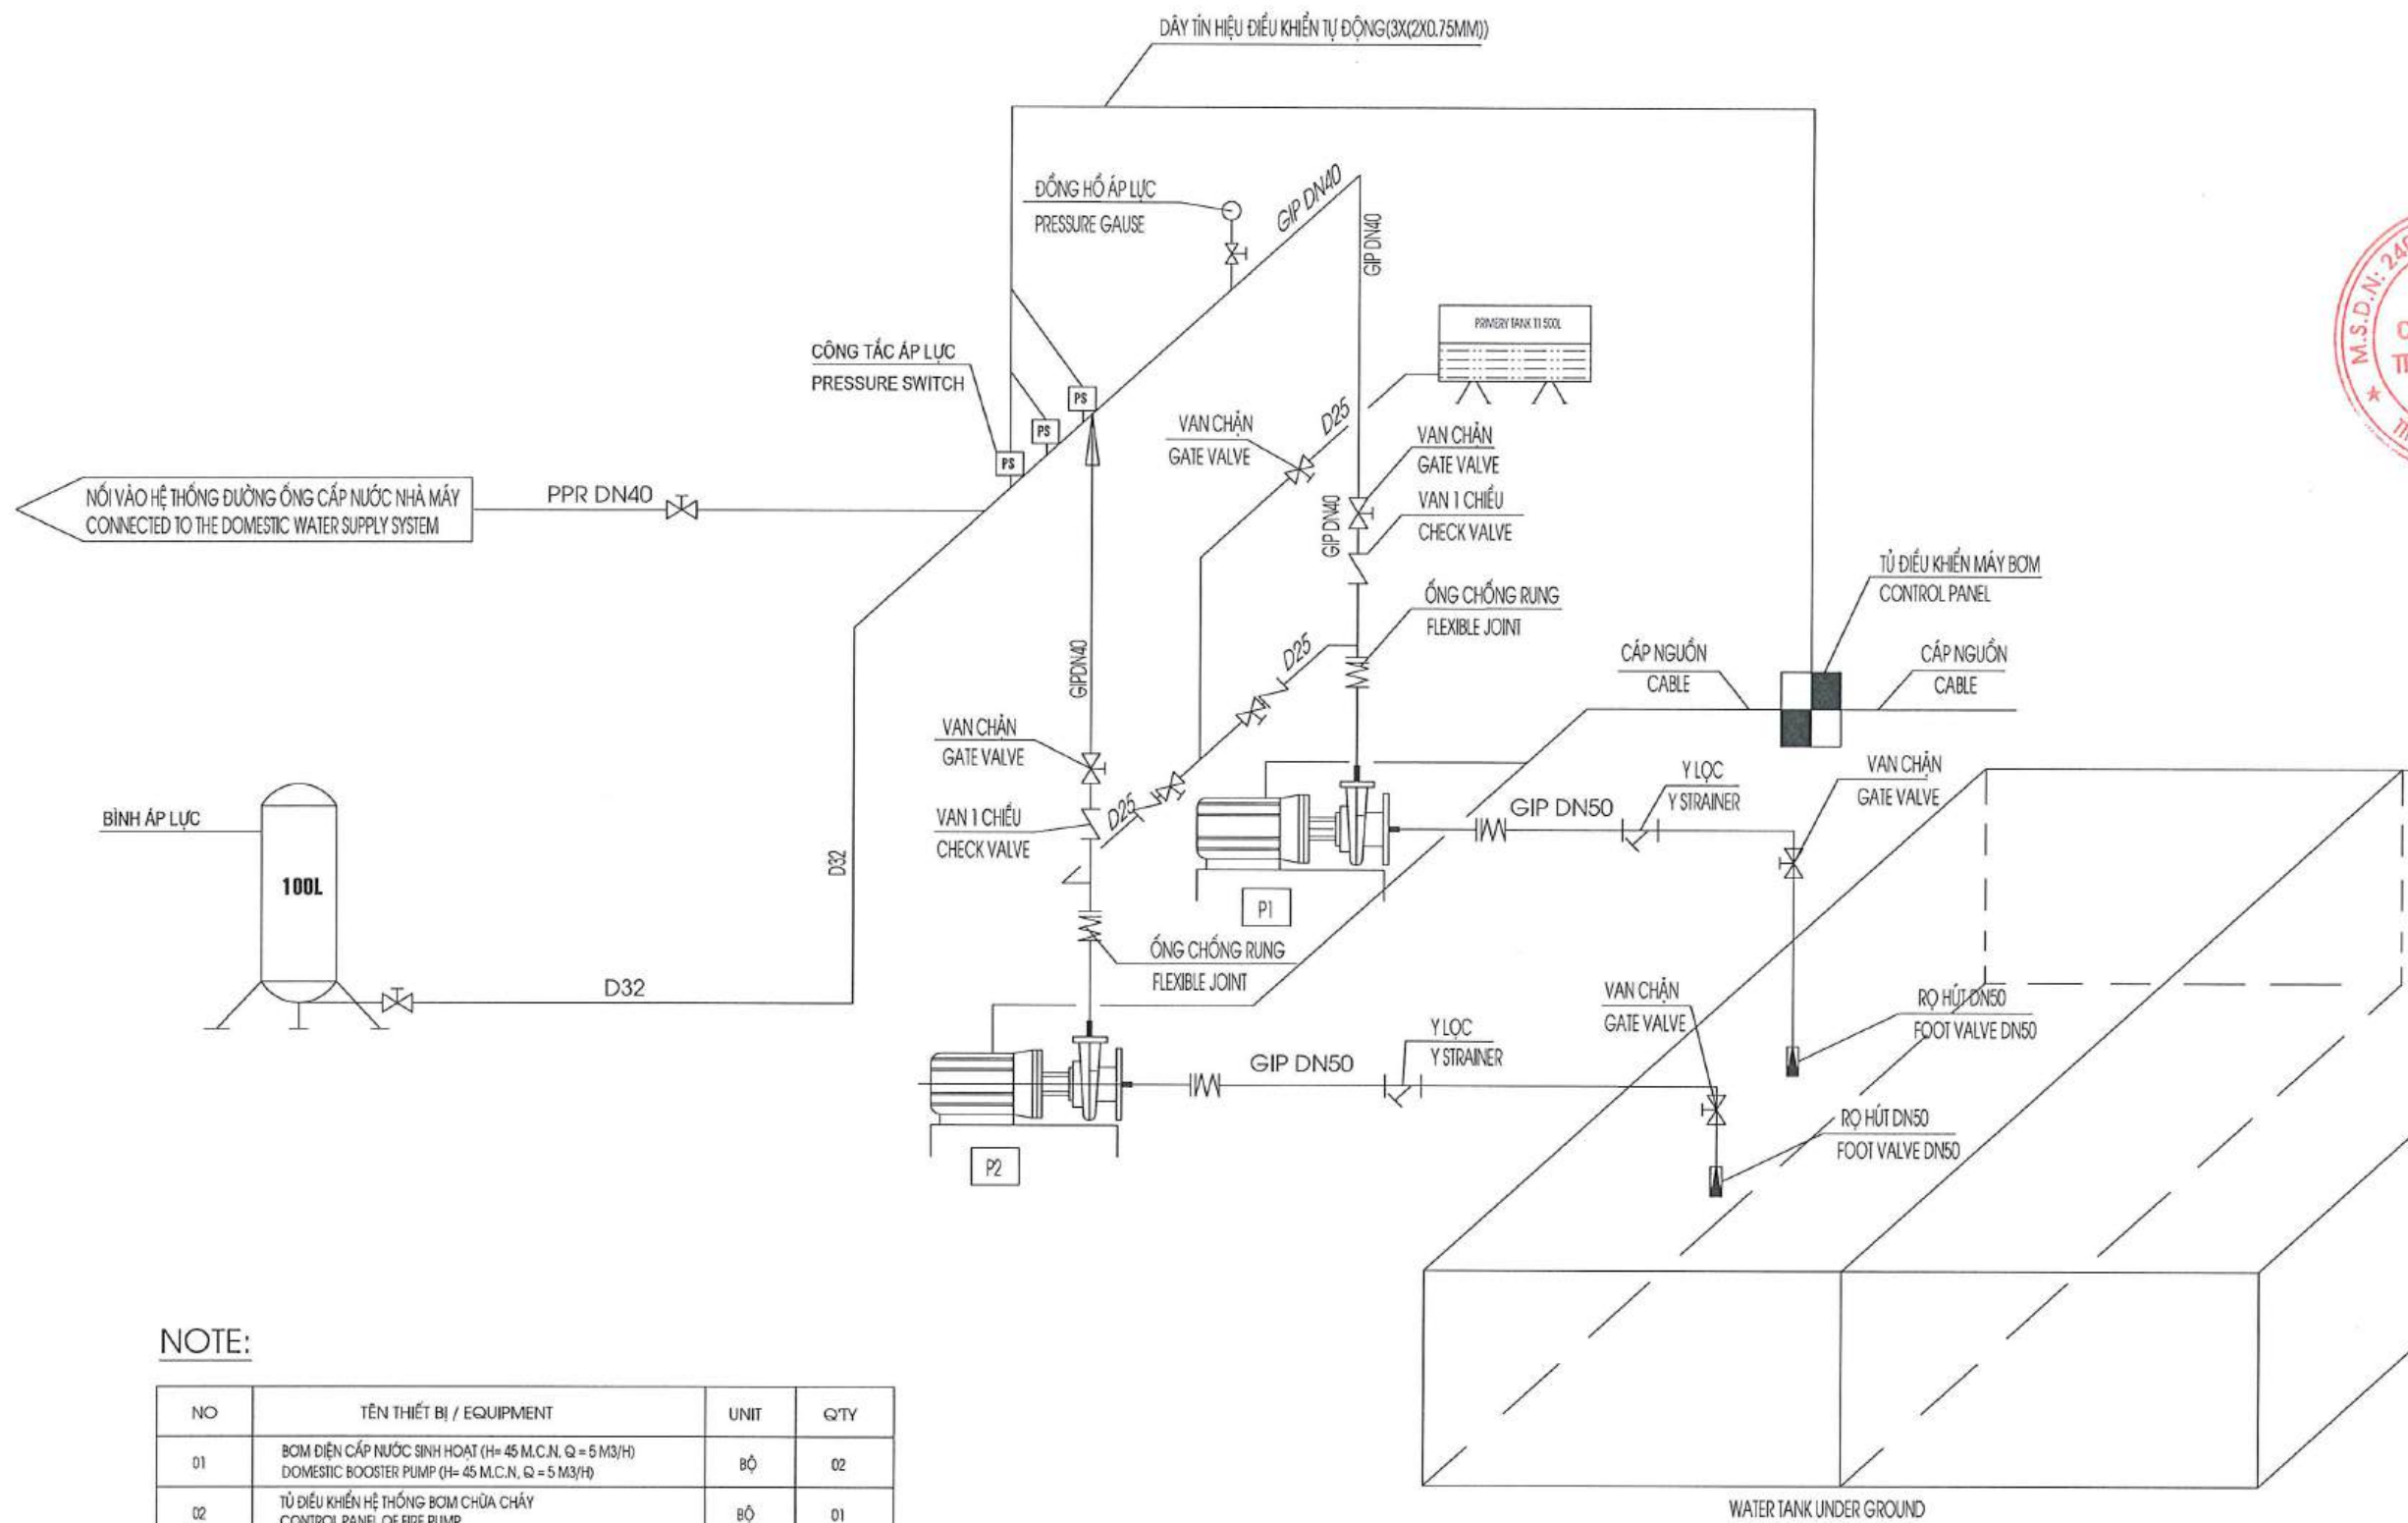 DÂY TÍN HIỆU ĐIỀU KHIỂN TỰ ĐỘNG(3X(2X0.75MM))
ĐỒNG HỒ ÁP LỰC
PRESSURE GAUSE
GIP DN40
GIP DN40
PRIMERY TANK T1 500L
CÔNG TẮC ÁP LỰC
PRESSURE SWITCH
PS
PS
PS
VAN CHẶN
GATE VALVE
D25
VAN CHẶN
GATE VALVE
VAN 1 CHIỀU
CHECK VALVE
GIP DN40
NỐI VÀO HỆ THỐNG ĐƯỜNG ỐNG CẤP NƯỚC NHÀ MÁY
CONNECTED TO THE DOMESTIC WATER SUPPLY SYSTEM
PPR DN40
TỦ ĐIỀU KHIỂN MÁY BƠM
CONTROL PANEL
ỐNG CHỐNG RUNG
FLEXIBLE JOINT
CÁP NGUỒN
CABLE
CÁP NGUỒN
CABLE
D25
GIPDN40
VAN CHẶN
GATE VALVE
VAN 1 CHIỀU
CHECK VALVE
D25
Y LỌC
Y STRAINER
GIP DN50
VAN CHẶN
GATE VALVE
BÌNH ÁP LỰC
100L
D32
P1
ỐNG CHỐNG RUNG
FLEXIBLE JOINT
D32
VAN CHẶN
GATE VALVE
RỌ HÚT DN50
FOOT VALVE DN50
Y LỌC
Y STRAINER
GIP DN50
RỌ HÚT DN50
FOOT VALVE DN50
P2
M.S.D.N: 240
NOTE:
NO TÊN THIẾT BỊ / EQUIPMENT UNIT Q'TY
01 BƠM ĐIỆN CẤP NƯỚC SINH HOẠT (H= 45 M.C.N, Q = 5 M3/H) BỘ 02
DOMESTIC BOOSTER PUMP (H= 45 M.C.N, Q = 5 M3/H)
02 TỦ ĐIỀU KHIỂN HỆ THỐNG BƠM CHỮA CHÁY BỘ 01
CONTROL PANEL OF FIRE PUMP
WATER TANK UNDER GROUND